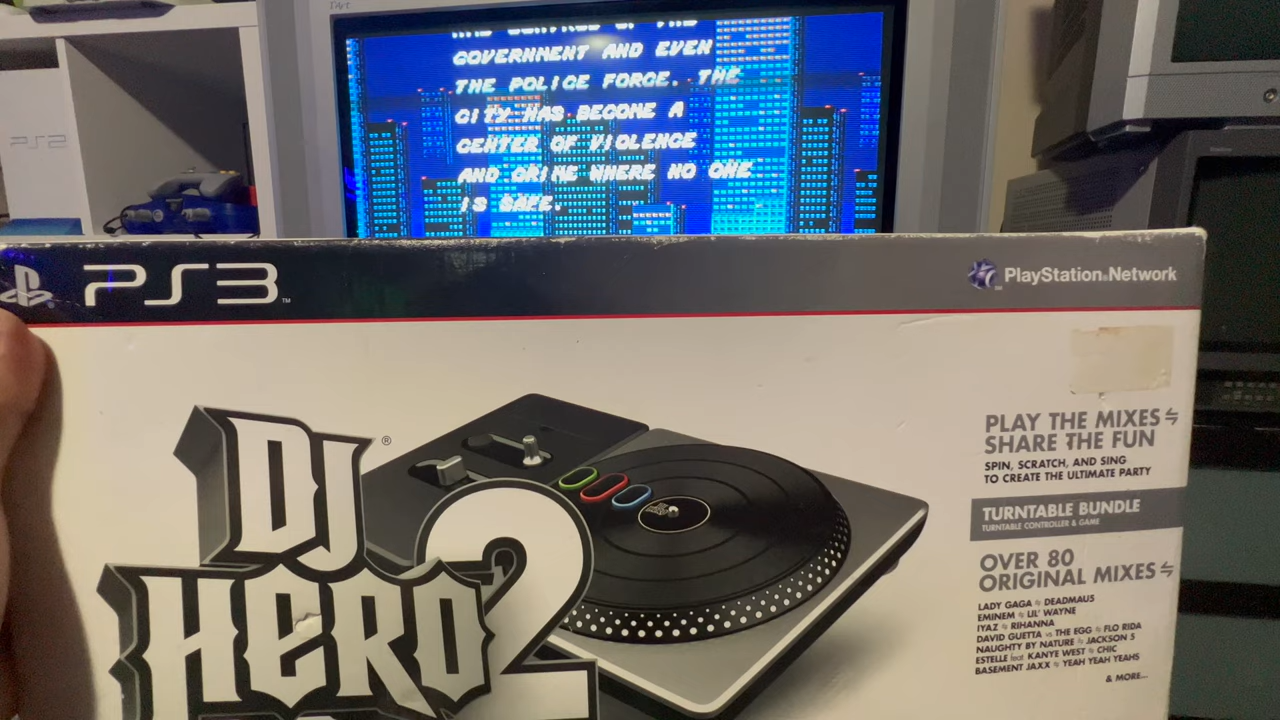 GOVERNMENT AND EVEN
THE POLICE FORCE. THE
CITY HAS BECOME A
CENTER OF VIOLENCE
AND CRIME WHERE NO ONE
IS SAFE.
PS2
PS3™
PlayStation®Network
DJ®
HERO 2
PLAY THE MIXES
SHARE THE FUN
SPIN, SCRATCH, AND SING
TO CREATE THE ULTIMATE PARTY
TURNTABLE BUNDLE
TURNTABLE CONTROLLER & GAME
OVER 80
ORIGINAL MIXES
LADY GAGA DEADMAUS
EMINEM LIL' WAYNE
IYAZ RIHANNA
DAVID GUETTA vs THE EGG FLO RIDA
NAUGHTY BY NATURE JACKSON 5
ESTELLE feat. KANYE WEST CHIC
BASEMENT JAXX YEAH YEAH YEAHS
& MORE...